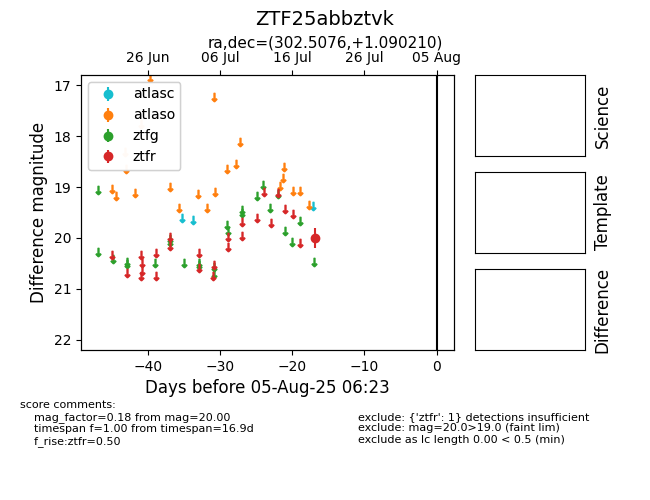 ZTF25abbztvk
ra,dec=(302.5076,+1.090210)
26 Jun 06 Jul 16 Jul 26 Jul 05 Aug
17
18
19
20
21
22
Difference magnitude
atlasc
atlaso
ztfg
ztfr
−40 −30 −20 −10 0
Days before 05-Aug-25 06:23
Science
Template
Difference
score comments:
mag_factor=0.18 from mag=20.00
timespan f=1.00 from timespan=16.9d
f_rise:ztfr=0.50
exclude: {'ztfr': 1} detections insufficient
exclude: mag=20.0>19.0 (faint lim)
exclude as lc length 0.00 < 0.5 (min)